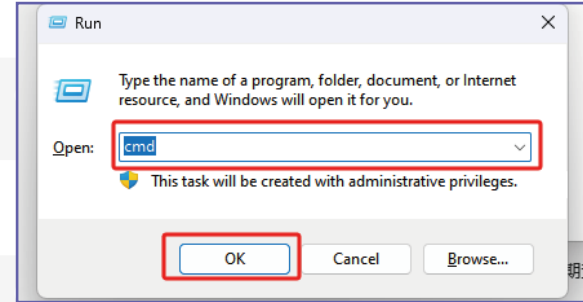 Run
Type the name of a program, folder, document, or Internet
resource, and Windows will open it for you.
Open: cmd
This task will be created with administrative privileges.
OK Cancel Browse...
期